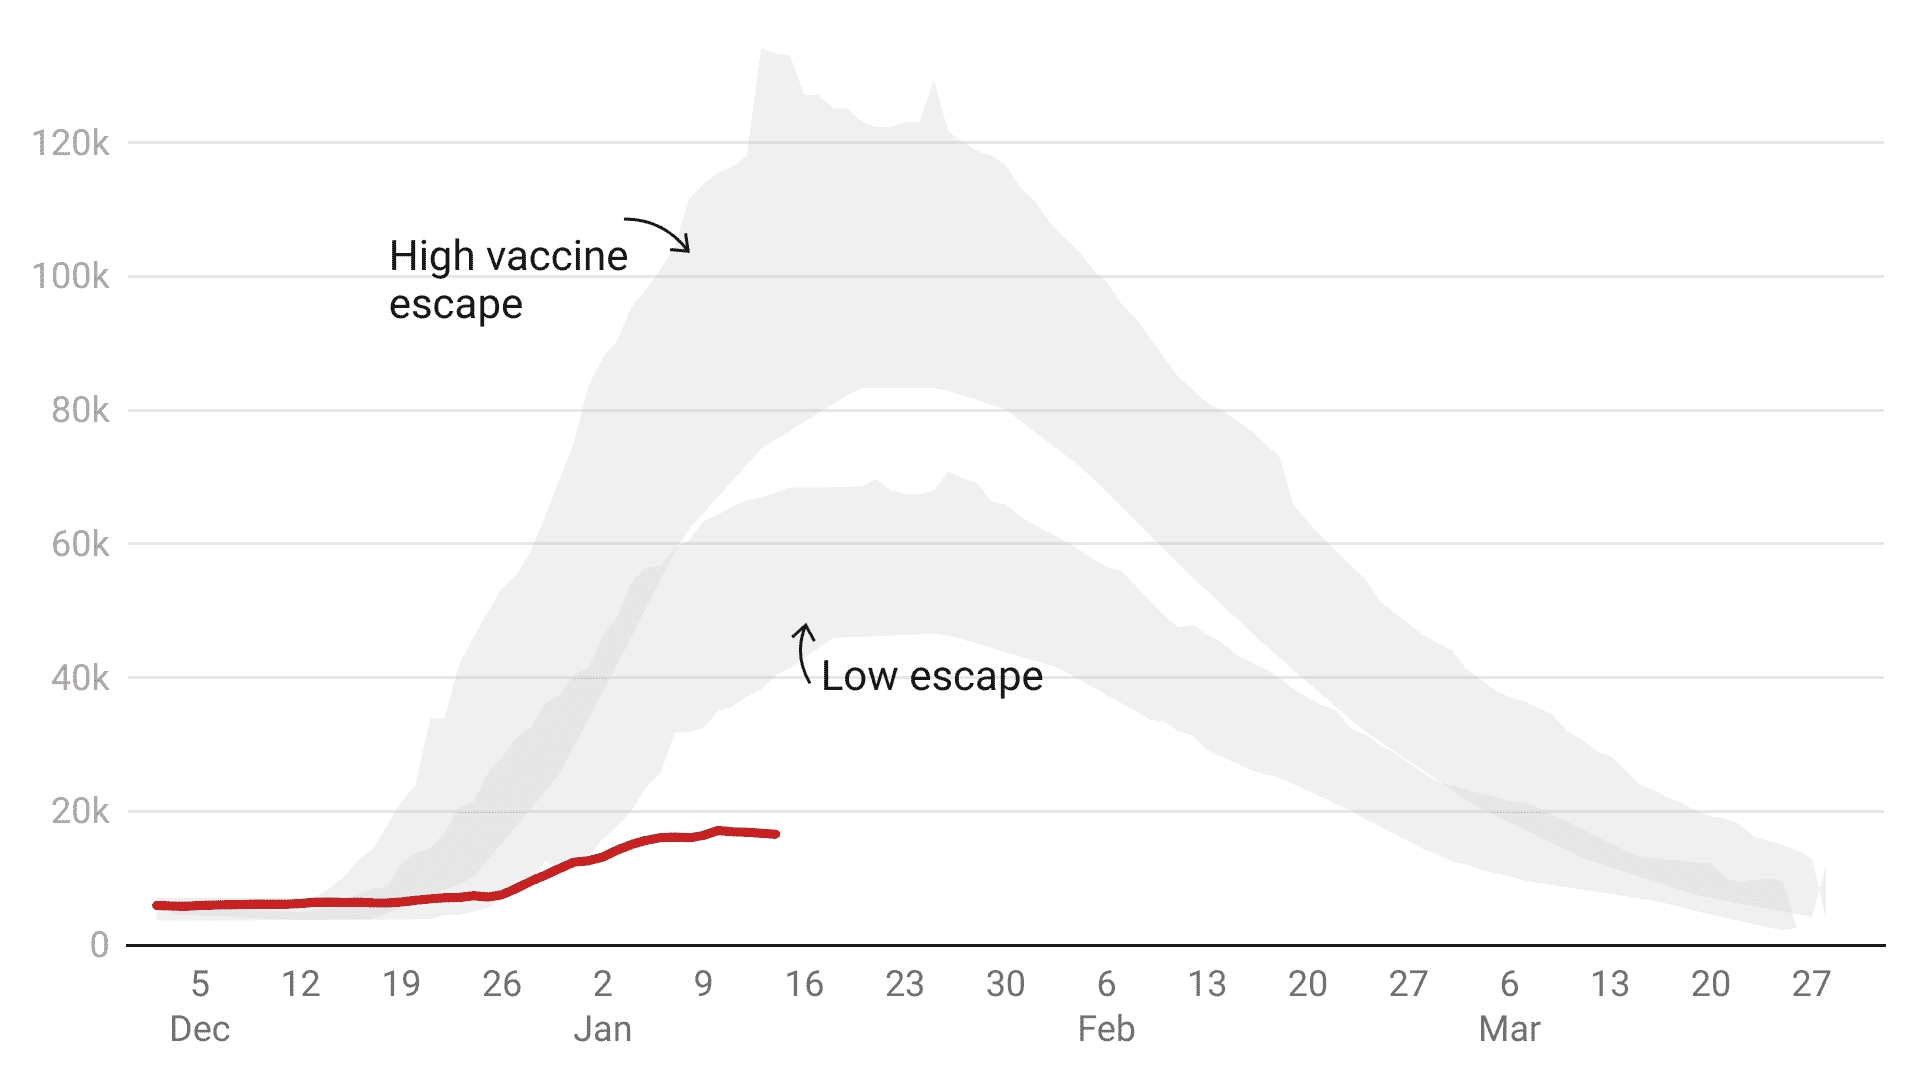 120k
High vaccine
100k
escape
80k
60k
Low escape
40k
20k
0
5 12 19 26 2 9 16 23 30 6 13 20 27 6 13 20 27
Dec Jan Feb Mar